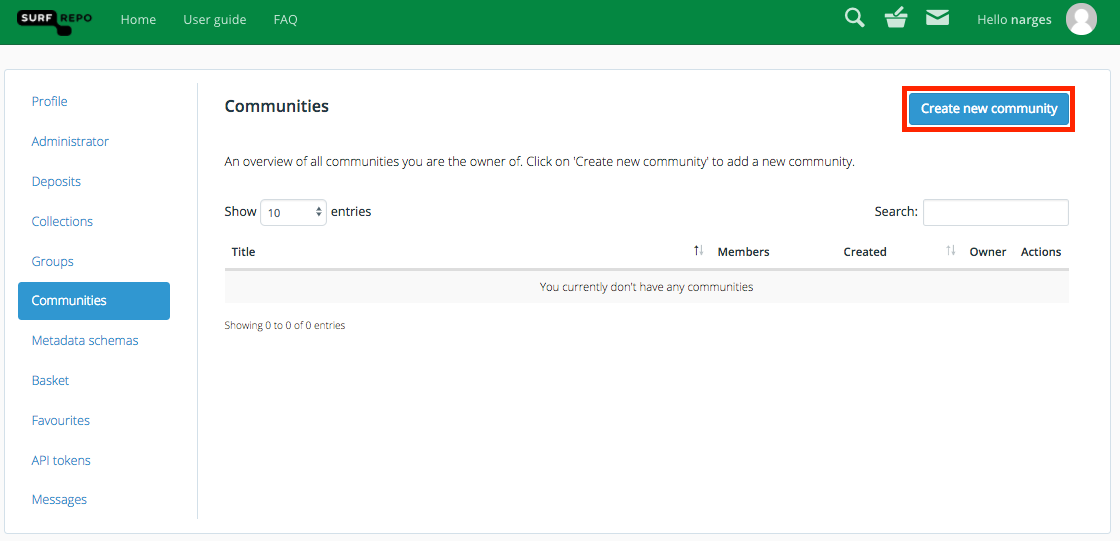 SURF REPO Home User guide FAQ Hello narges
Profile
Administrator
Deposits
Collections
Groups
Communities
Metadata schemas
Basket
Favourites
API tokens
Messages
Communities
Create new community
An overview of all communities you are the owner of. Click on 'Create new community' to add a new community.
Show 10 entries Search:
Title Members Created Owner Actions
You currently don't have any communities
Showing 0 to 0 of 0 entries